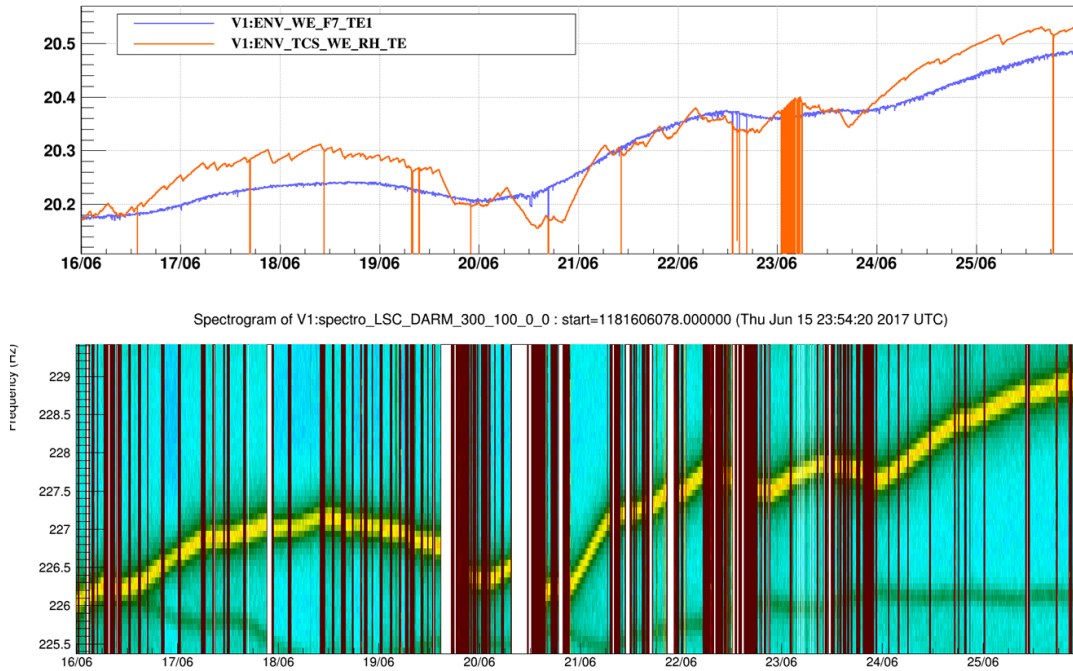 V1:ENV_WE_F7_TE1
V1:ENV_TCS_WE_RH_TE
20.5
20.4
20.3
20.2
16/06 17/06 18/06 19/06 20/06 21/06 22/06 23/06 24/06 25/06
Spectrogram of V1:spectro_LSC_DARM_300_100_0_0 : start=1181606078.000000 (Thu Jun 15 23:54:20 2017 UTC)
Frequency (Hz)
229
228.5
228
227.5
227
226.5
226
225.5
16/06 17/06 18/06 19/06 20/06 21/06 22/06 23/06 24/06 25/06